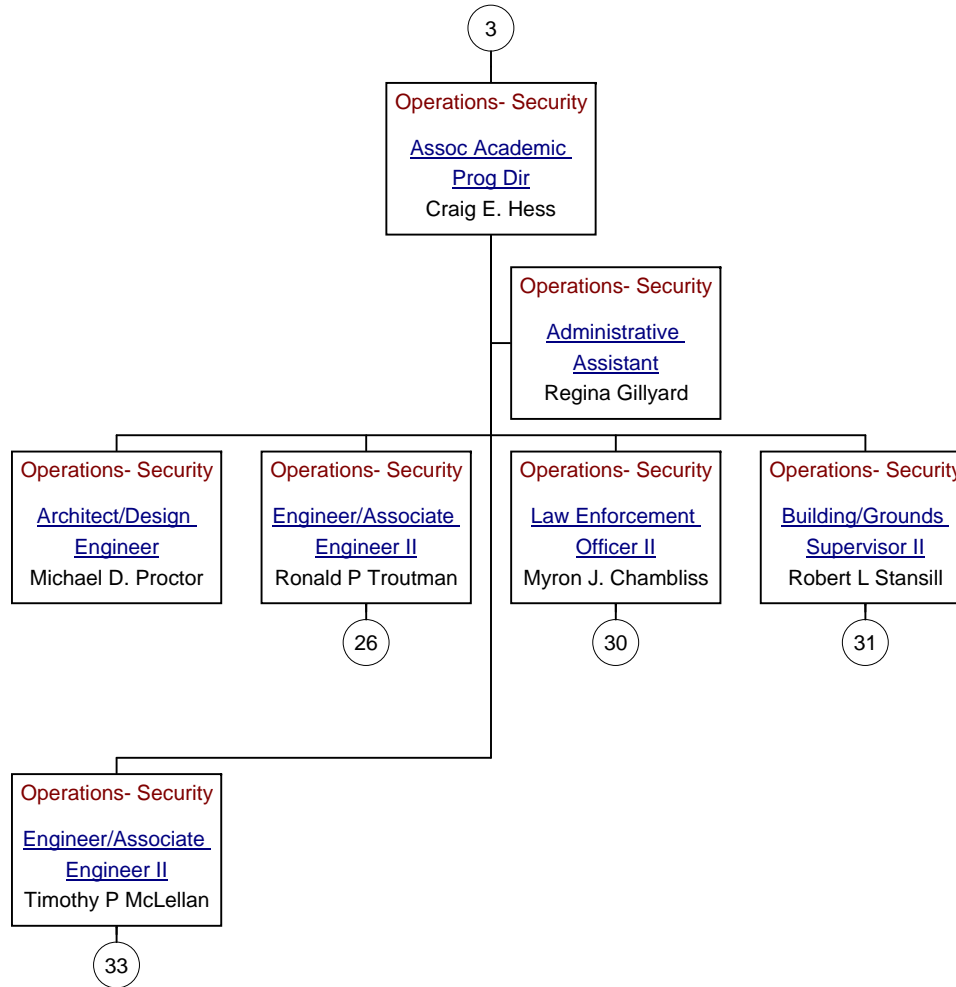 3
Operations- Security
Assoc Academic
Prog Dir
Craig E. Hess
Operations- Security
Administrative
Assistant
Regina Gillyard
Operations- Security
Architect/Design
Engineer
Michael D. Proctor
Operations- Security
Engineer/Associate
Engineer II
Ronald P Troutman
26
Operations- Security
Law Enforcement
Officer II
Myron J. Chambliss
30
Operations- Security
Building/Grounds
Supervisor II
Robert L Stansill
31
Operations- Security
Engineer/Associate
Engineer II
Timothy P McLellan
33